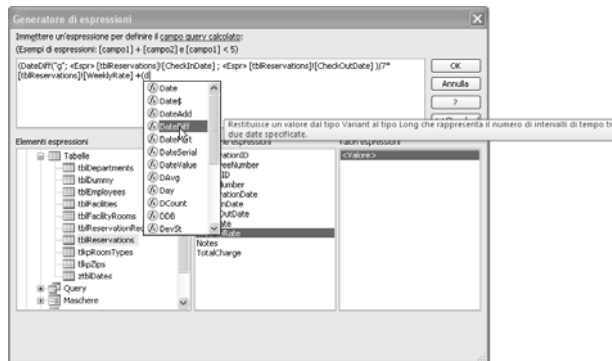 Generatore di espressioni
Immettere un'espressione per definire il campo query calcolato:
(Esempi di espressioni: [campo1] + [campo2] e [campo1] < 5)
(DateDiff("g"; «Espr» [tblReservations]![CheckInDate] ; «Espr» [tblReservations]![CheckOutDate] )/7*
[tblReservations]![WeeklyRate] +(d
OK
Annulla
?
Date
Date$
DateAdd
DateDiff
DatePart
DateSerial
DateValue
DAvg
Day
DCount
DDB
DevSt
Restituisce un valore dal tipo Variant al tipo Long che rappresenta il numero di intervalli di tempo
due date specificate.
Elementi espressioni
espressioni
Valori espressioni
Tabelle
tblDepartments
tblDummy
tblEmployees
tblFacilities
tblFacilityRooms
tblReservationReq
tblReservations
tlkpRoomTypes
tlkpZips
ztblDates
Query
Maschere
Notes
TotalCharge
<Valore>